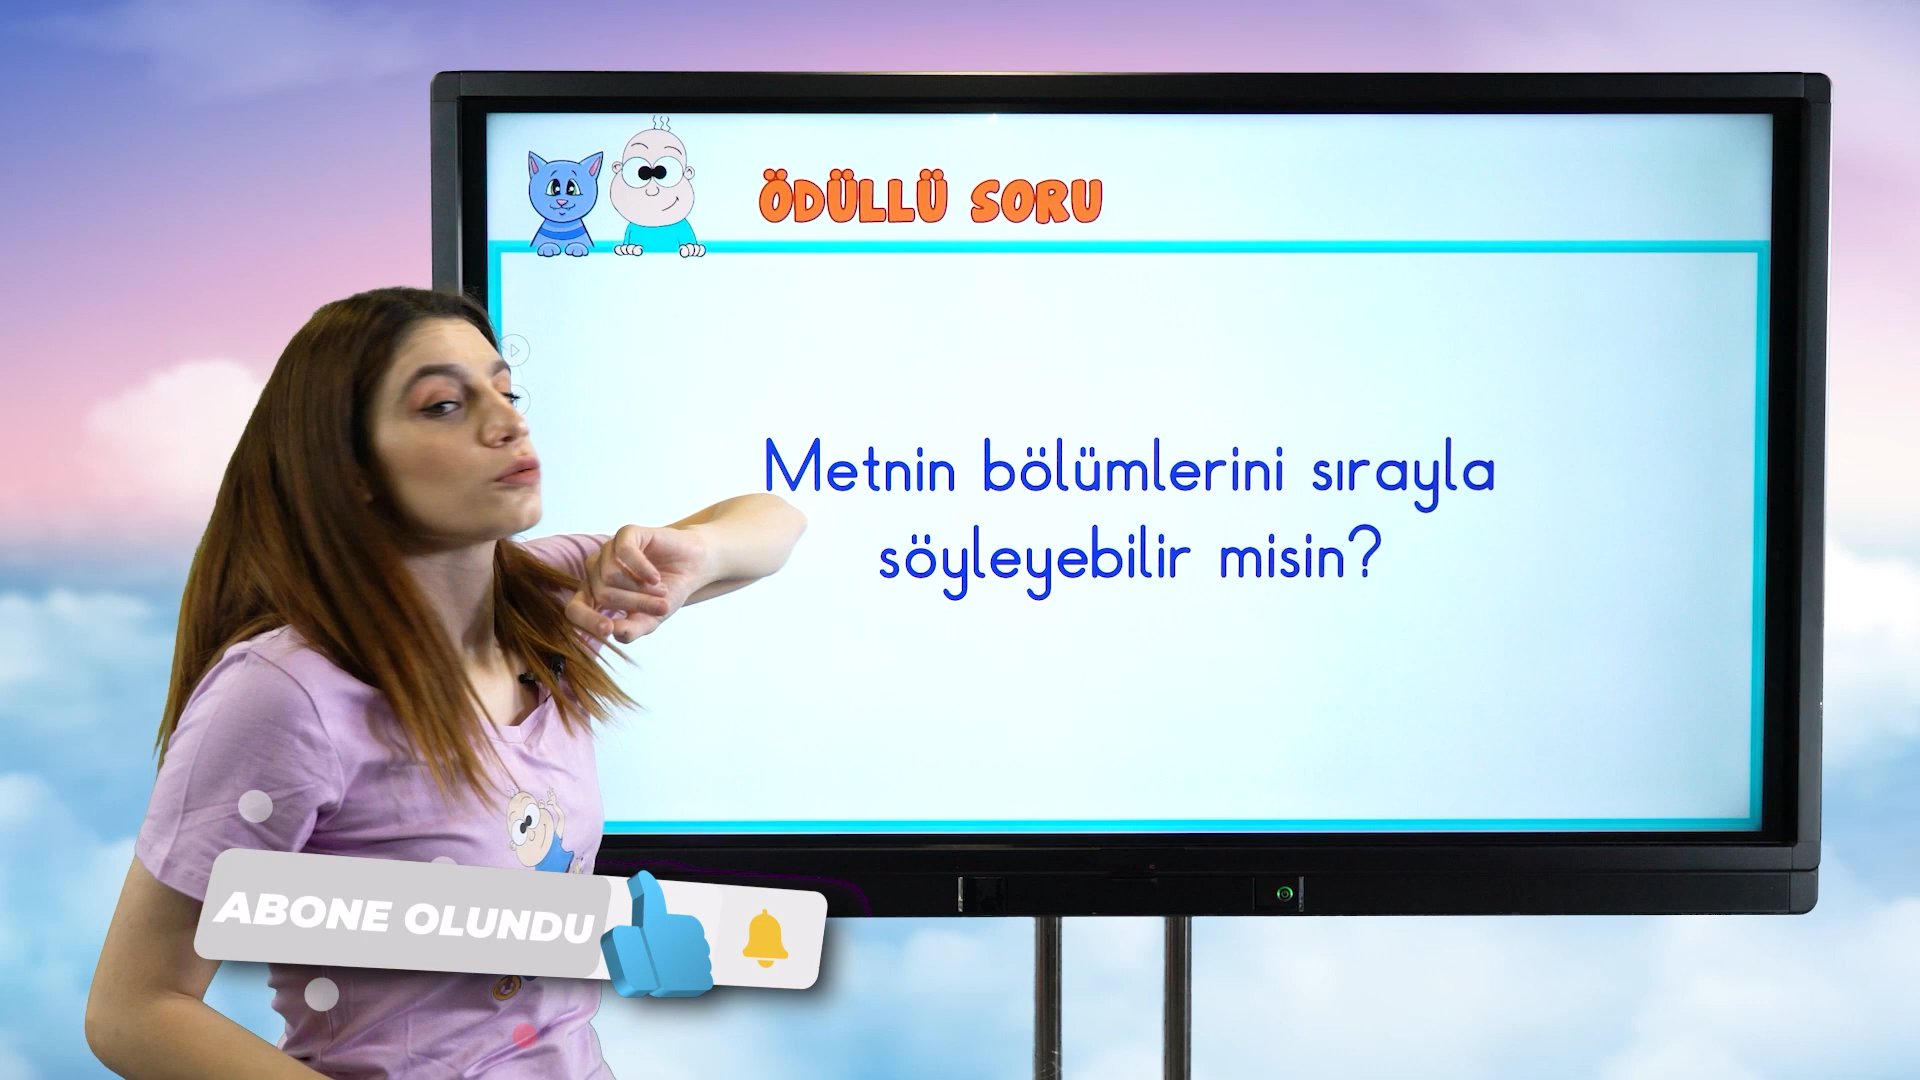 ÖDÜLLÜ SORU
Metnin bölümlerini sırayla
söyleyebilir misin?
ABONE OLUNDU